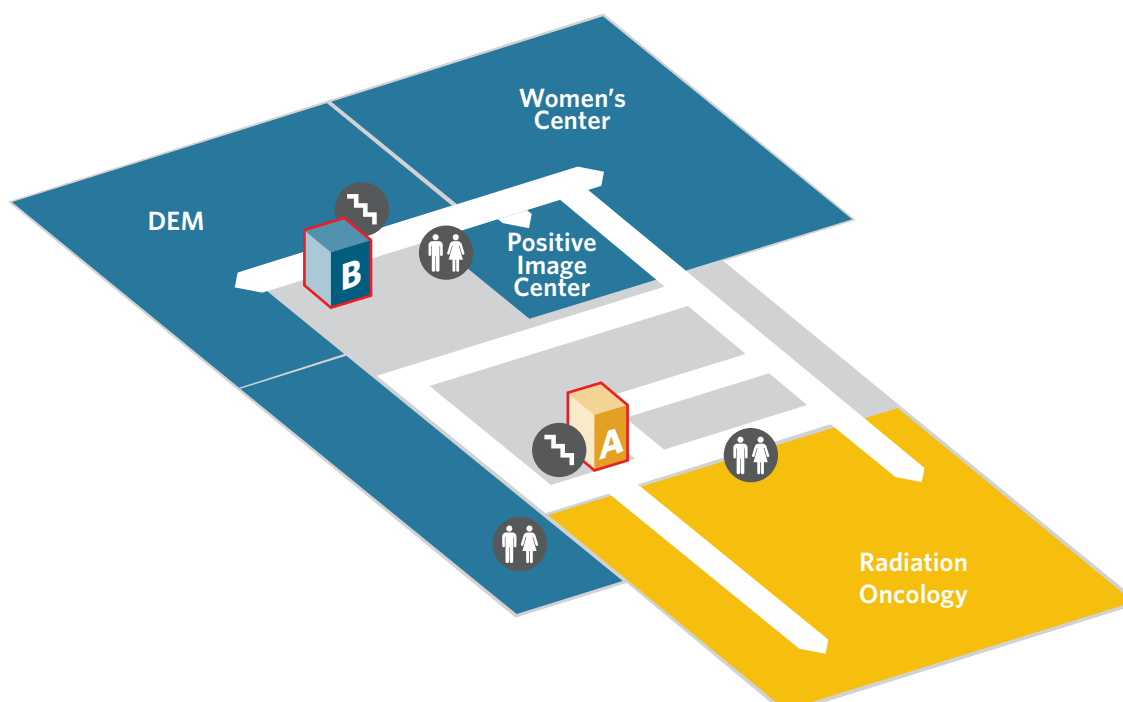 Women's
Center
DEM
Positive
Image
Center
B
A
Radiation
Oncology